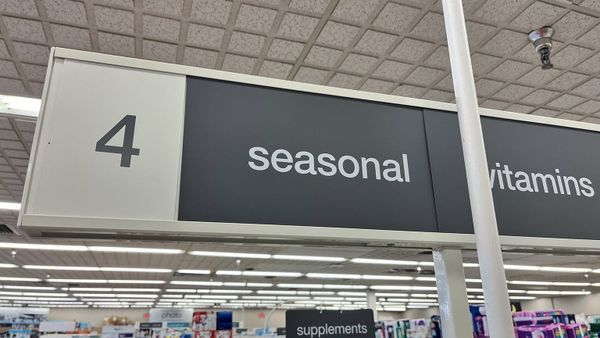 4
seasonal
vitamins
photo
supplements